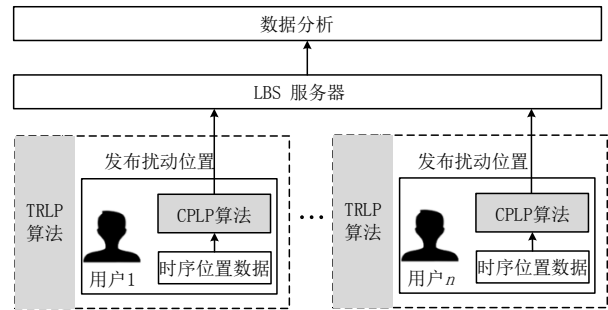 数据分析
LBS 服务器
发布扰动位置
TRLP
算法
CPLP算法
时序位置数据
用户1
...
发布扰动位置
TRLP
算法
CPLP算法
时序位置数据
用户n